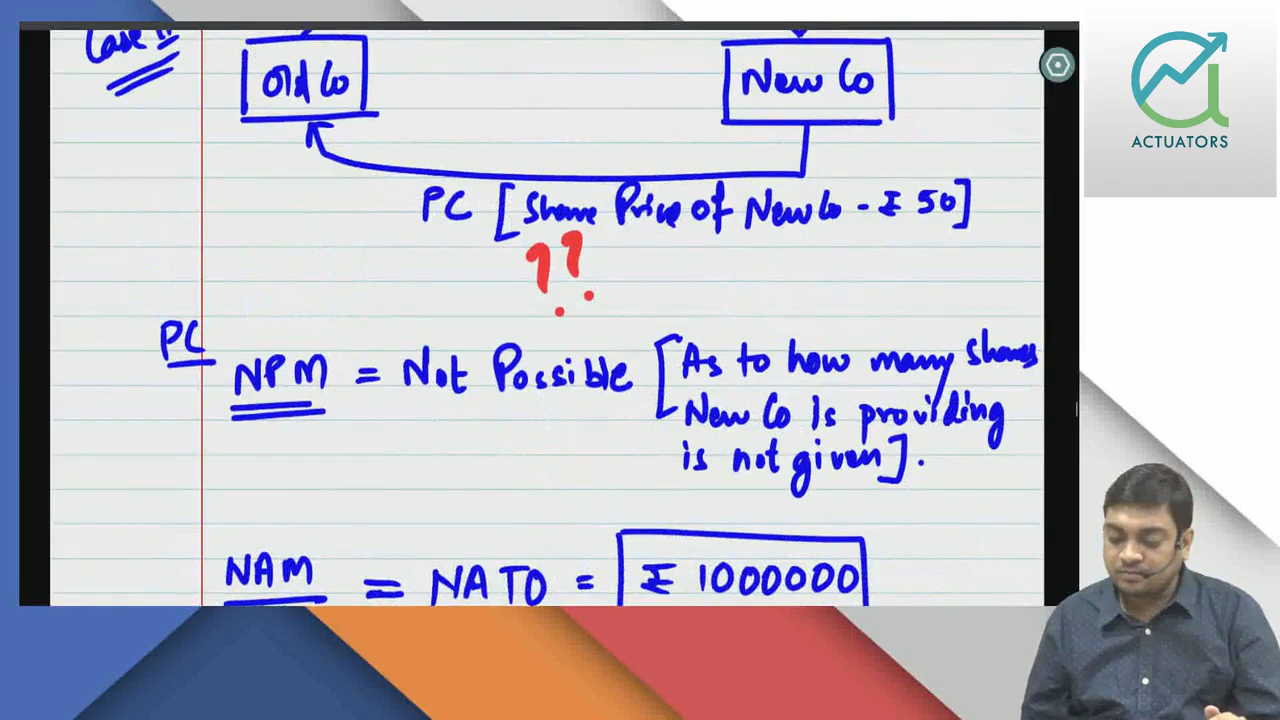 Case II
Old Co
New Co
PC [Share Price of New Co - ₹ 50]
??
PC
NPM = Not Possible [As to how many shares
New Co is providing
is not given].
NAM = NATO = ₹ 1000000
ACTUATORS